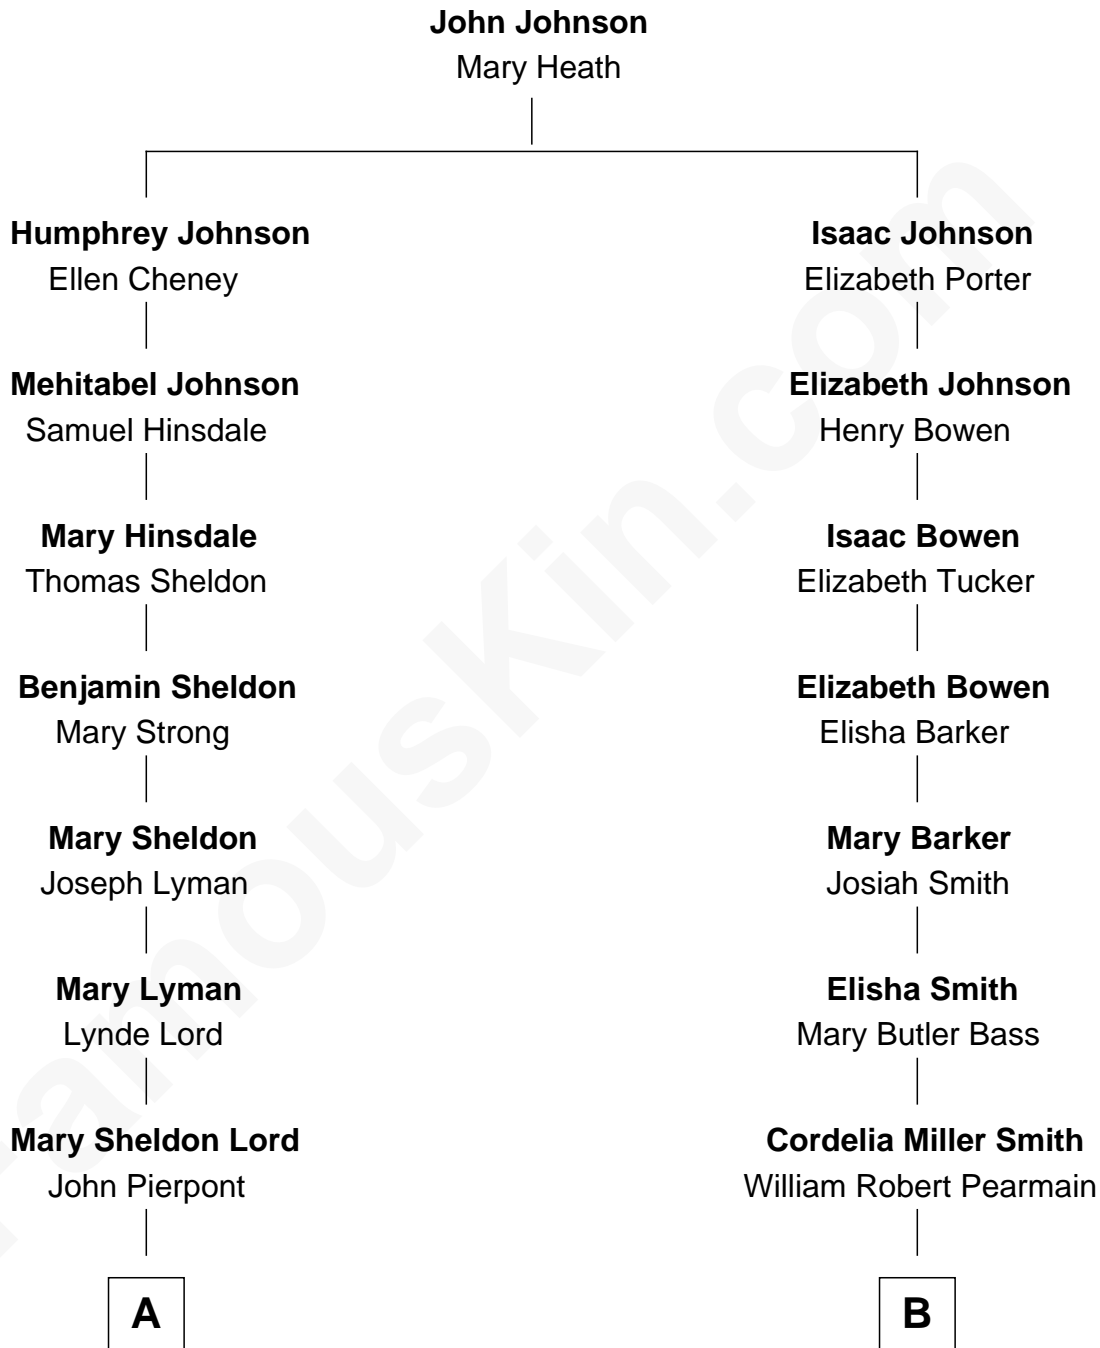 John Johnson
Mary Heath
Humphrey Johnson
Ellen Cheney
Isaac Johnson
Elizabeth Porter
Mehitabel Johnson
Samuel Hinsdale
Elizabeth Johnson
Henry Bowen
Mary Hinsdale
Thomas Sheldon
Isaac Bowen
Elizabeth Tucker
Benjamin Sheldon
Mary Strong
Elizabeth Bowen
Elisha Barker
Mary Sheldon
Joseph Lyman
Mary Barker
Josiah Smith
Mary Lyman
Lynde Lord
Elisha Smith
Mary Butler Bass
Mary Sheldon Lord
John Pierpont
Cordelia Miller Smith
William Robert Pearmain
A
B
FamousKin.com